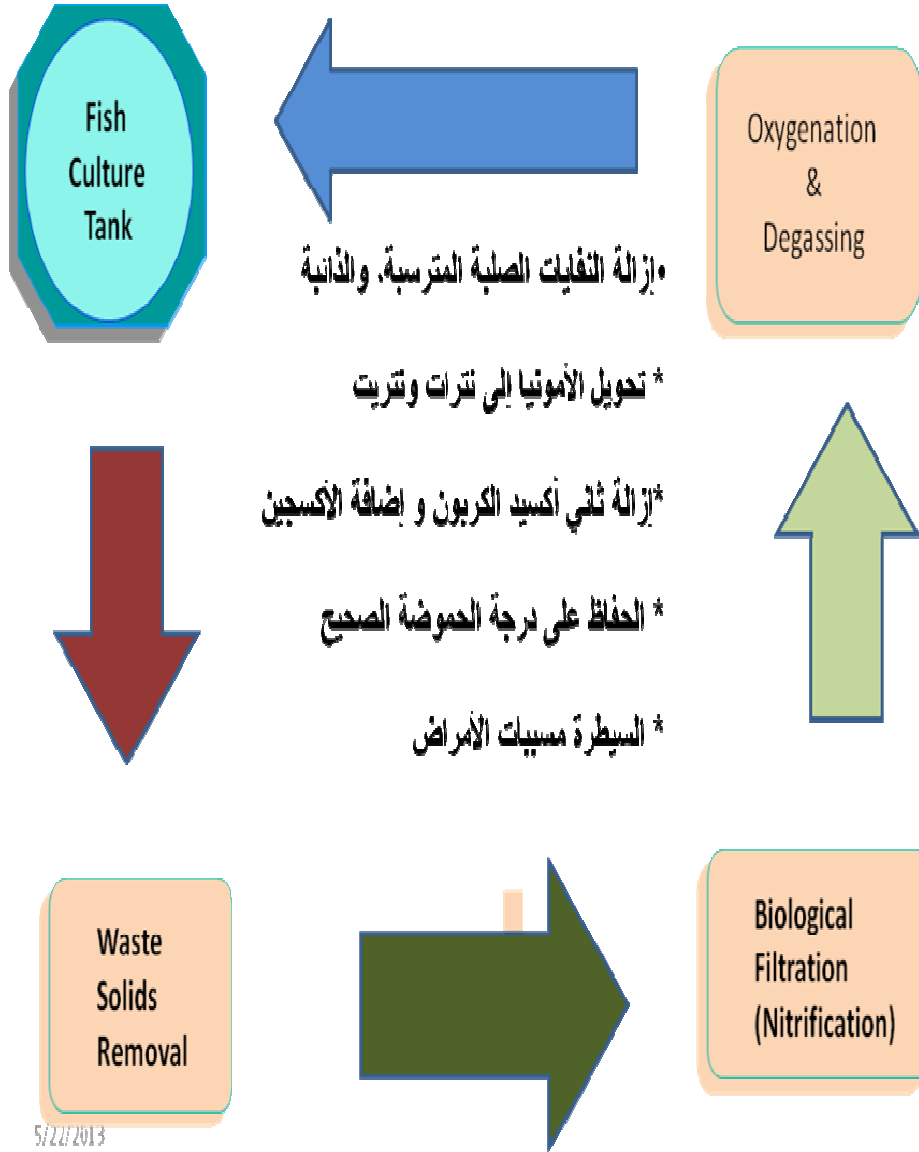 Fish
Culture
Tank
Oxygenation
&
Degassing
•إزالة النفايات الصلبة المترسبة، والذائبة
* تحويل الأمونيا إلى نترات ونتريت
*إزالة ثاني أكسيد الكربون و إضافة الأكسجين
* الحفاظ على درجة الحموضة الصحيح
* السيطرة مسببات الأمراض
Waste
Solids
Removal
Biological
Filtration
(Nitrification)
5/22/2013